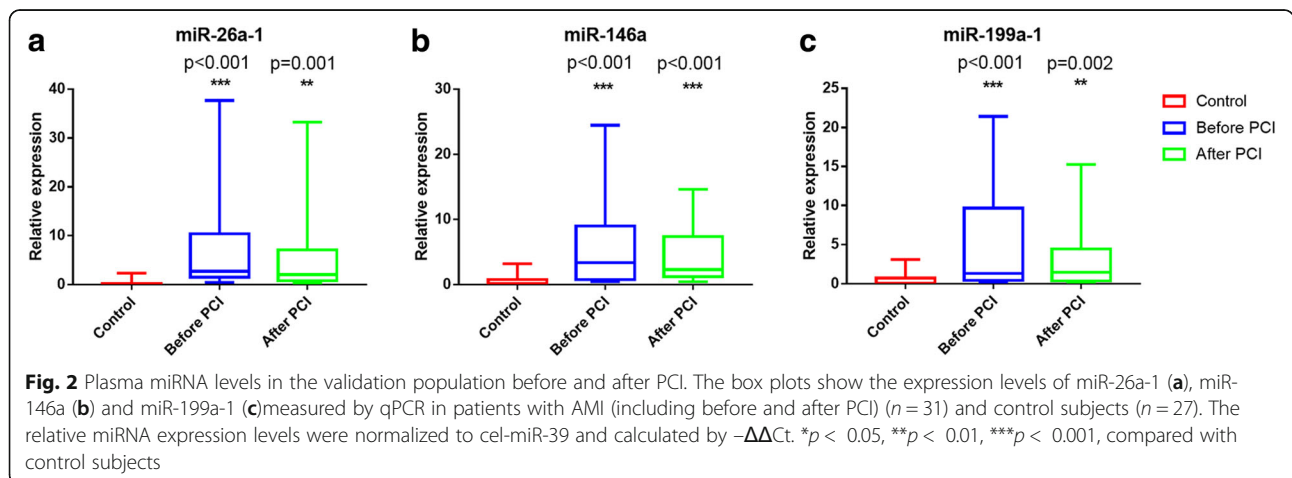 a
miR-26a-1
p<0.001 p=0.001
*** **
40
30
20
10
0
Relative expression
Control
Before PCI
After PCI
b
miR-146a
p<0.001 p<0.001
*** ***
30
20
10
0
Relative expression
Control
Before PCI
After PCI
c
miR-199a-1
p<0.001 p=0.002
*** **
25
20
15
10
5
0
Relative expression
Control
Before PCI
After PCI
Control
Before PCI
After PCI
Fig. 2 Plasma miRNA levels in the validation population before and after PCI. The box plots show the expression levels of miR-26a-1 (a), miR-
146a (b) and miR-199a-1 (c)measured by qPCR in patients with AMI (including before and after PCI) (n = 31) and control subjects (n = 27). The
relative miRNA expression levels were normalized to cel-miR-39 and calculated by −ΔΔCt. *p < 0.05, **p < 0.01, ***p < 0.001, compared with
control subjects